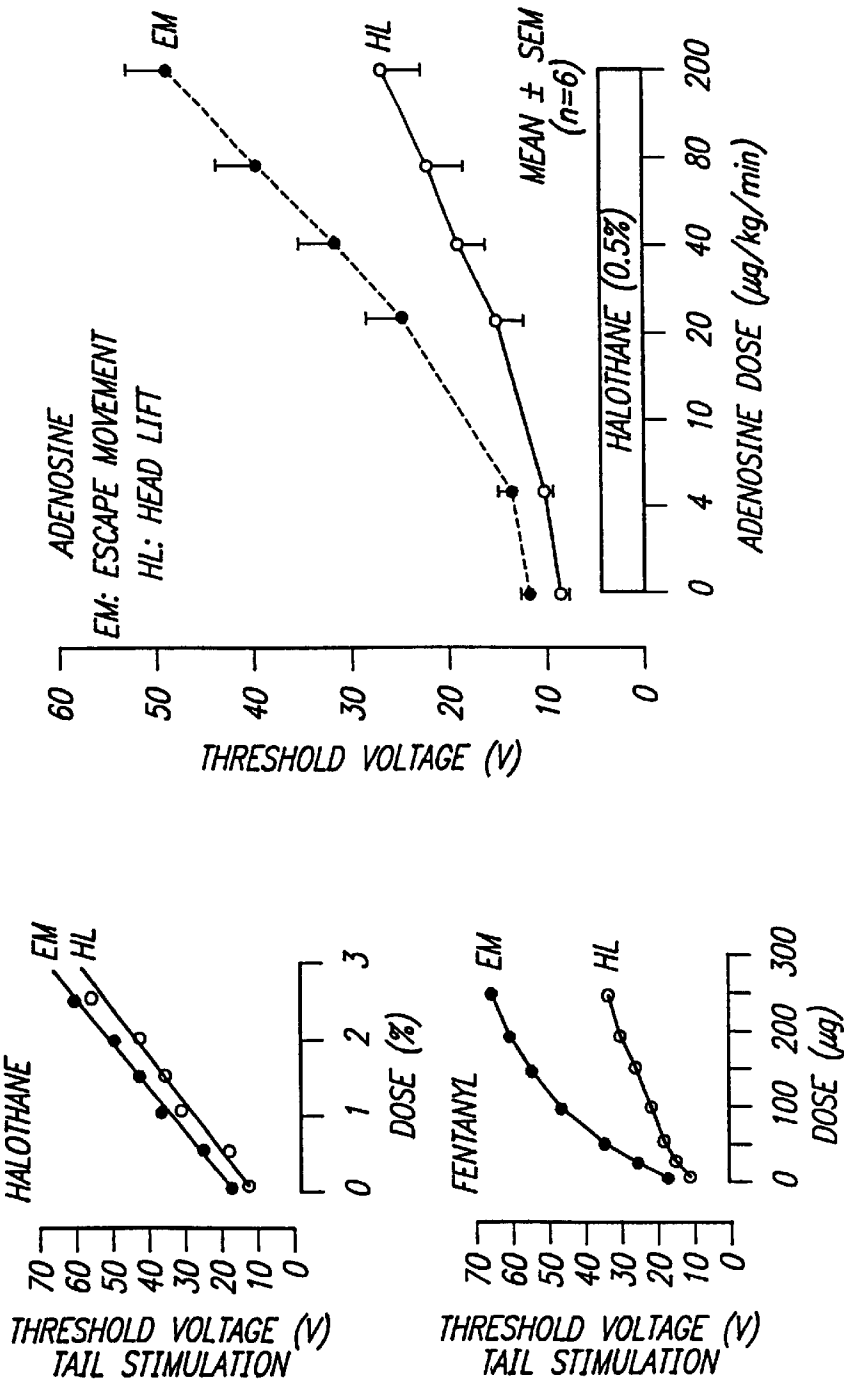 HALOTHANE
EM
HL
70
60
50
40
30
20
10
0
THRESHOLD VOLTAGE (V)
TAIL STIMULATION
0
1
2
3
DOSE (%)
FENTANYL
EM
HL
70
60
50
40
30
20
10
0
THRESHOLD VOLTAGE (V)
TAIL STIMULATION
0
100
200
300
DOSE (µg)
ADENOSINE
EM: ESCAPE MOVEMENT
HL: HEAD LIFT
EM
HL
MEAN ± SEM
(n=6)
60
50
40
30
20
10
0
THRESHOLD VOLTAGE (V)
HALOTHANE (0.5%)
0
4
10
20
40
80
200
ADENOSINE DOSE (µg/kg/min)